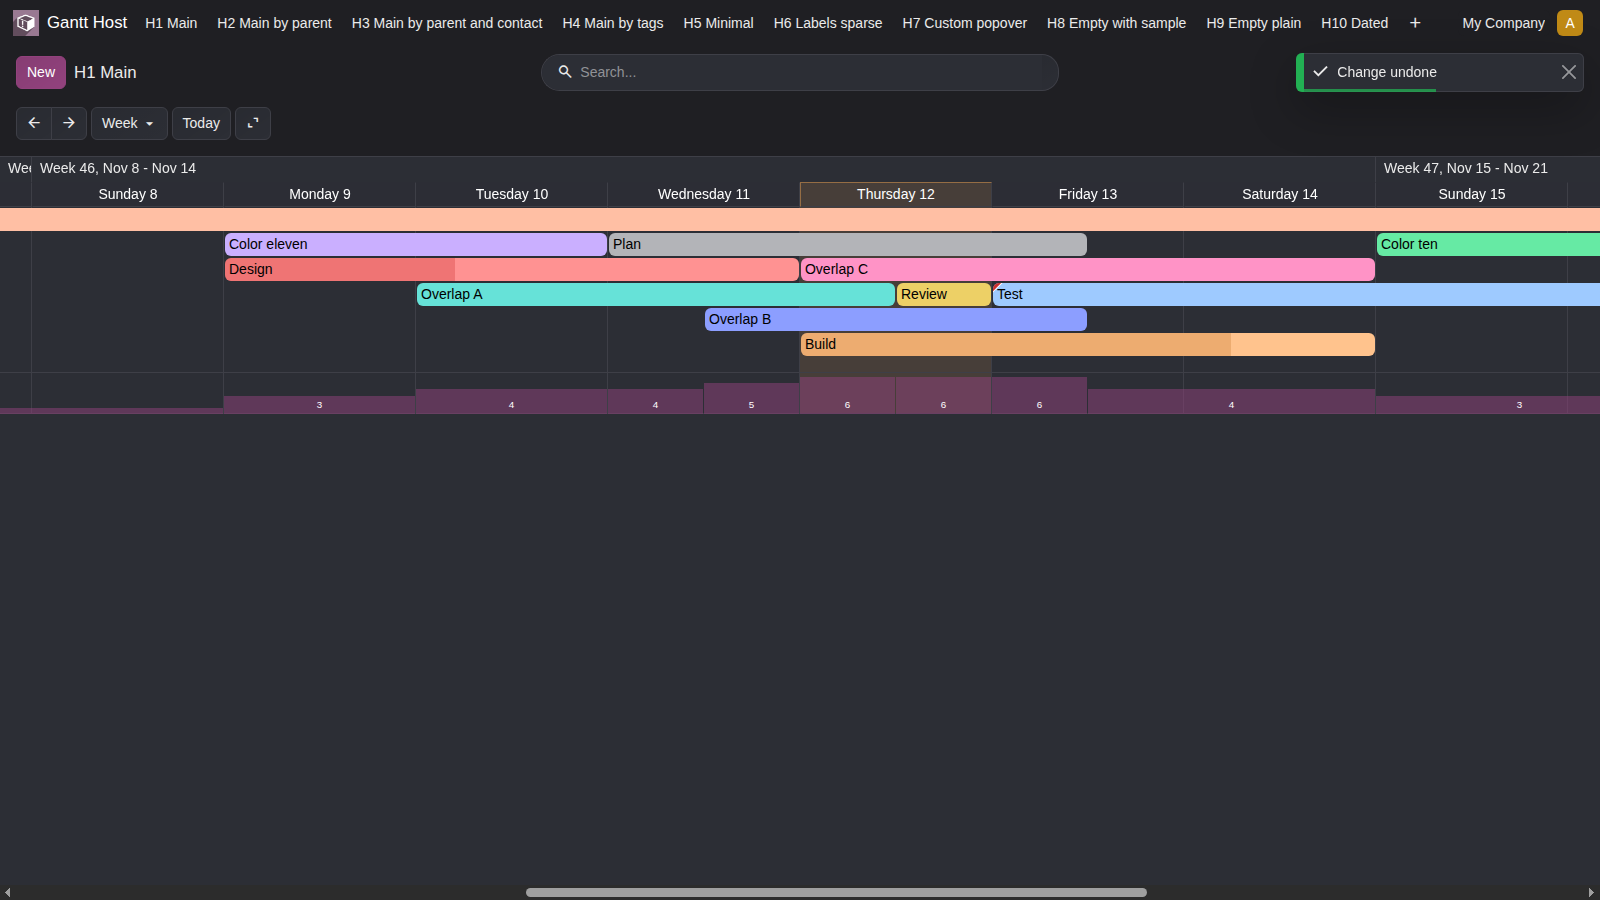 Gantt Host H1 Main H2 Main by parent H3 Main by parent and contact H4 Main by tags H5 Minimal H6 Labels sparse H7 Custom popover H8 Empty with sample H9 Empty plain H10 Dated + My Company A
New H1 Main Search... Change undone
Week Today
Week 46, Nov 8 - Nov 14 Week 47, Nov 15 - Nov 21
Sunday 8 Monday 9 Tuesday 10 Wednesday 11 Thursday 12 Friday 13 Saturday 14 Sunday 15
Color eleven Plan Color ten
Design Overlap C
Overlap A Review Test
Overlap B
Build
3 4 4 5 6 6 6 4 3